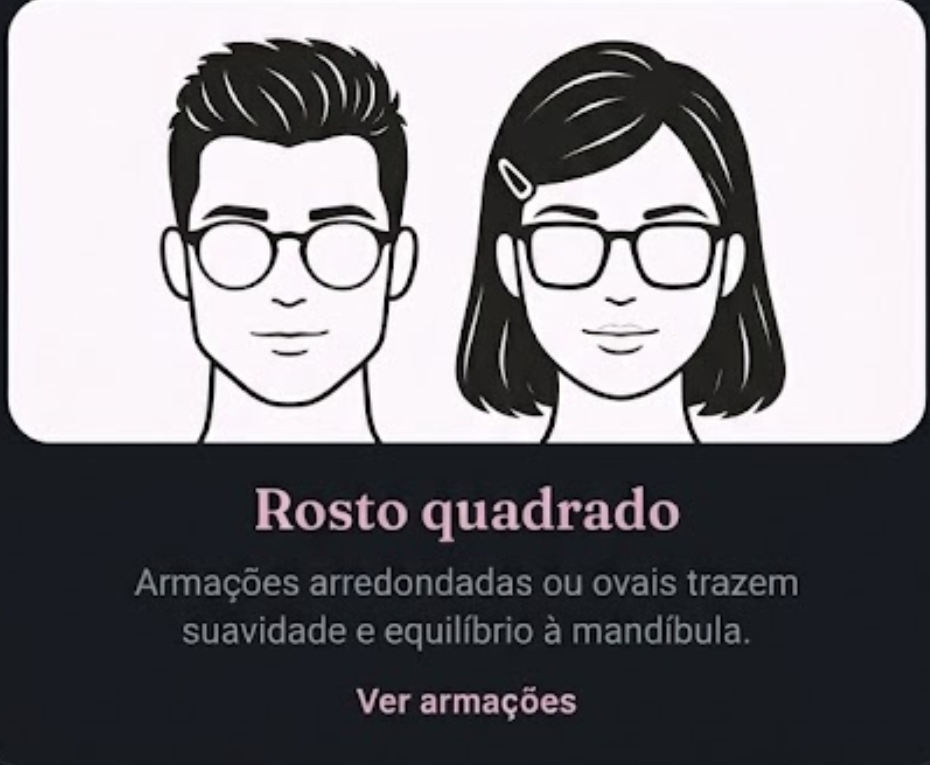 Rosto quadrado
Armações arredondadas ou ovais trazem
suavidade e equilíbrio à mandíbula.
Ver armações